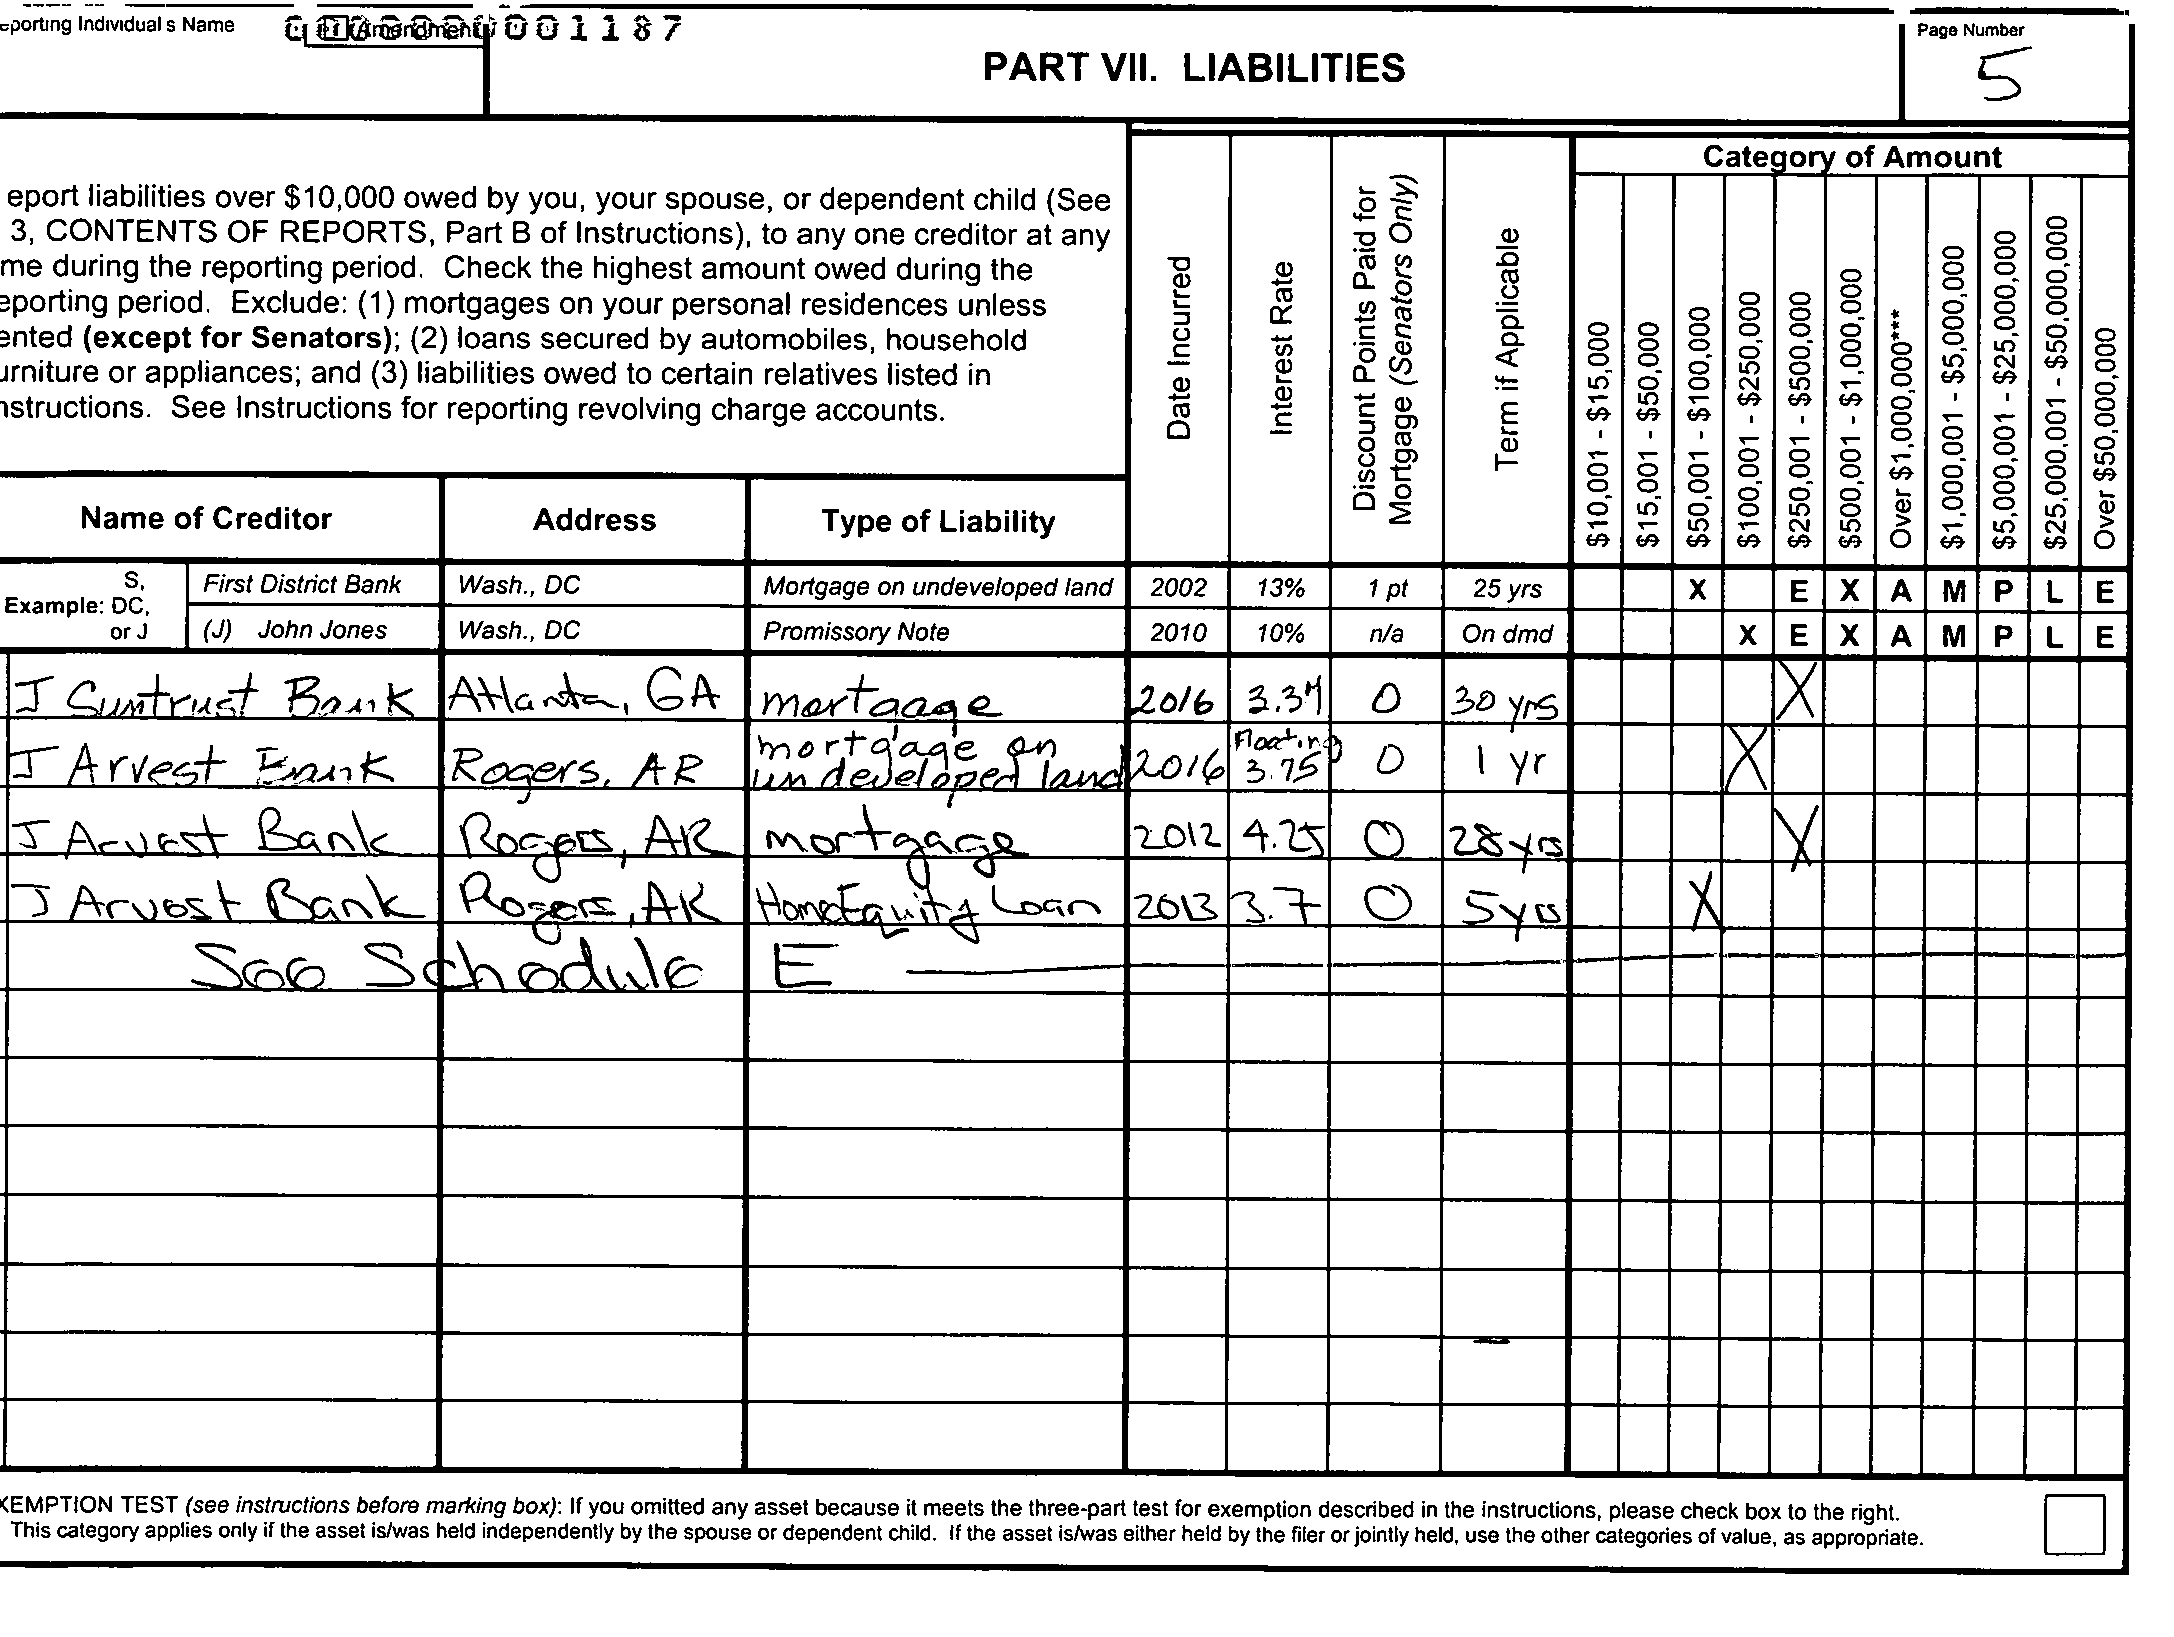 eporting Individual s Name
Amendment
001187
PART VII. LIABILITIES
Page Number
5
eport liabilities over $10,000 owed by you, your spouse, or dependent child (See
3, CONTENTS OF REPORTS, Part B of Instructions), to any one creditor at any
me during the reporting period. Check the highest amount owed during the
eporting period. Exclude: (1) mortgages on your personal residences unless
ented (except for Senators); (2) loans secured by automobiles, household
urniture or appliances; and (3) liabilities owed to certain relatives listed in
nstructions. See Instructions for reporting revolving charge accounts.
Date Incurred
Interest Rate
Discount Points Paid for
Mortgage (Senators Only)
Term if Applicable
Category of Amount
$10,001 - $15,000
$15,001 - $50,000
$50,001 - $100,000
$100,001 - $250,000
$250,001 - $500,000
$500,001 - $1,000,000
Over $1,000,000***
$1,000,001 - $5,000,000
$5,000,001 - $25,000,000
$25,000,001 - $50,000,000
Over $50,000,000
Name of Creditor Address Type of Liability
Example: S, DC, or J
First District Bank Wash., DC Mortgage on undeveloped land 2002 13% 1 pt 25 yrs X E X A M P L E
(J) John Jones Wash., DC Promissory Note 2010 10% n/a On dmd X E X A M P L E
J Suntrust Bank Atlanta, GA mortgage 2016 0 30 yrs X
J Arvest Bank Rogers, AR mortgage on undeveloped land 2016 Floating 3.75 0 1 yr X
J Arvest Bank Rogers, AR mortgage 2012 4.25 0 28 yrs X
J Arvest Bank Rogers, AR Home Equity Loan 2013 3.7 0 5 yrs X
See Schedule E
XEMPTION TEST (see instructions before marking box): If you omitted any asset because it meets the three-part test for exemption described in the instructions, please check box to the right.
This category applies only if the asset is/was held independently by the spouse or dependent child. If the asset is/was either held by the filer or jointly held, use the other categories of value, as appropriate.